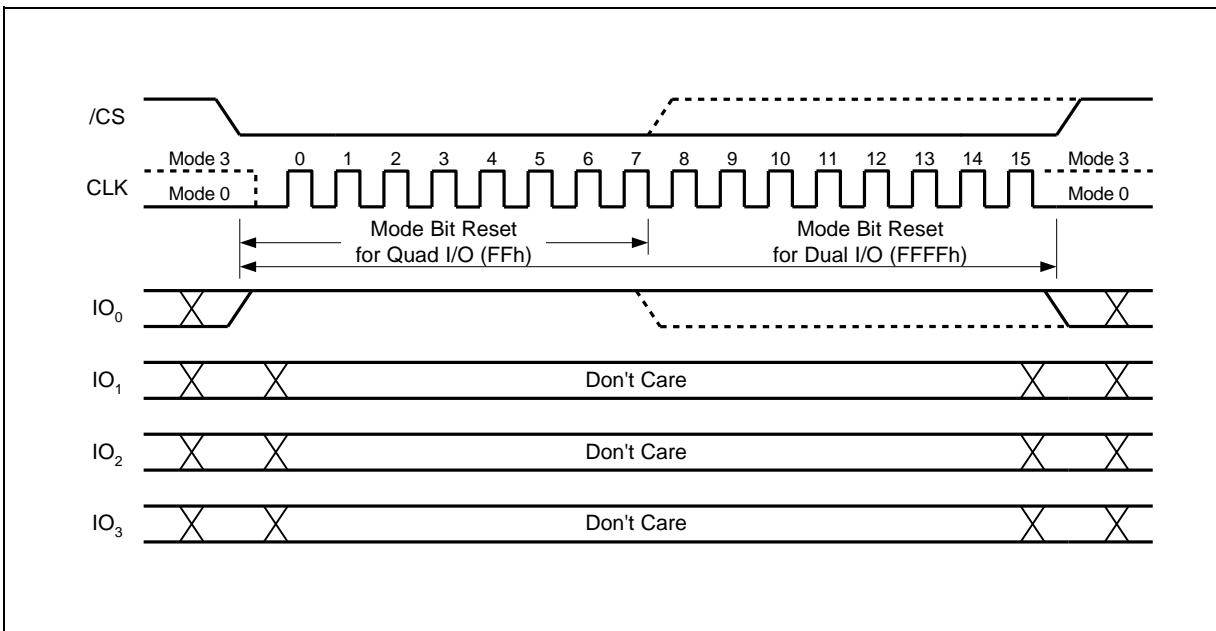 /CS
Mode 3 0 1 2 3 4 5 6 7 8 9 10 11 12 13 14 15 Mode 3
CLK
Mode 0 Mode 0
Mode Bit Reset Mode Bit Reset
for Quad I/O (FFh) for Dual I/O (FFFFh)
IO0
IO1 Don't Care
IO2 Don't Care
IO3 Don't Care